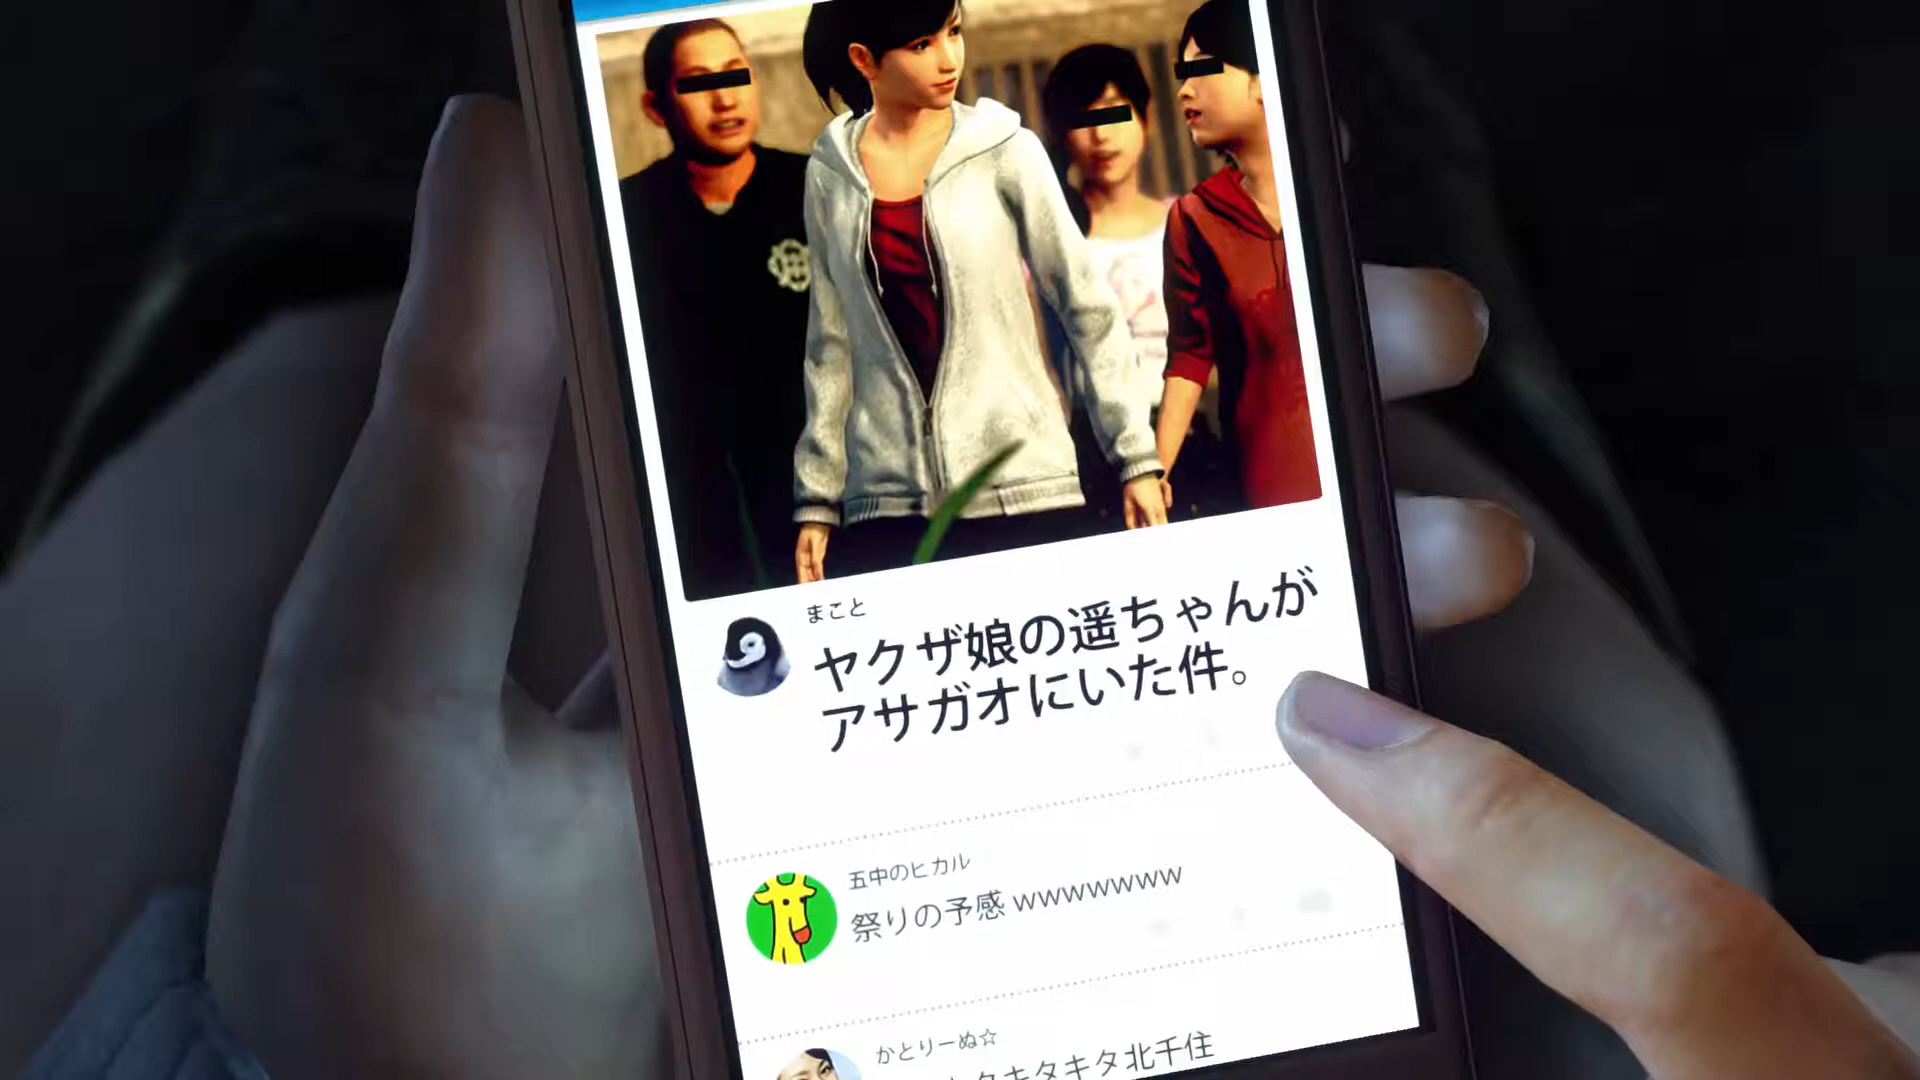 まこと
ヤクザ娘の遥ちゃんが
アサガオにいた件。
五中のヒカル
祭りの予感 wwwwwww
かとりーぬ☆
キタキタ北千住